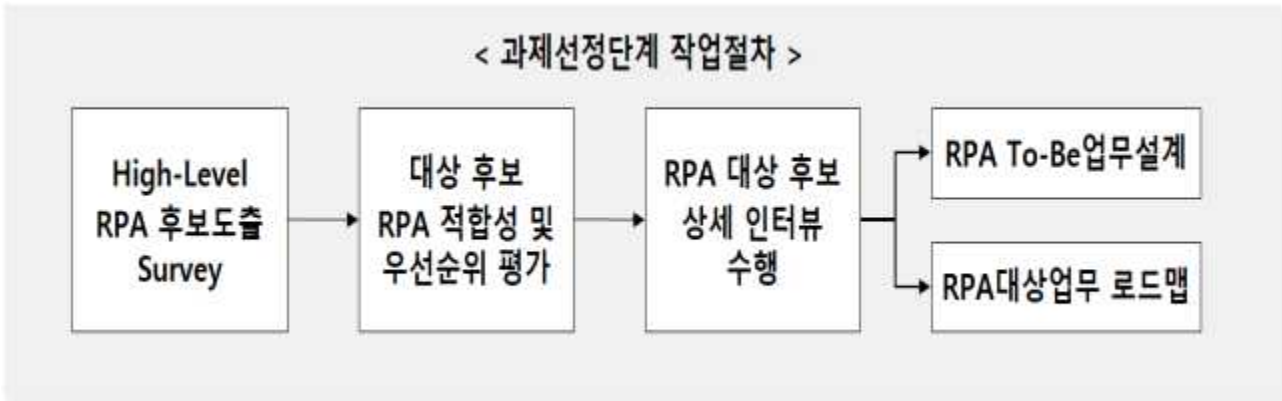 < 과제선정단계 작업절차 >
High-Level
RPA 후보도출
Survey
대상 후보
RPA 적합성 및
우선순위 평가
RPA 대상 후보
상세 인터뷰
수행
RPA To-Be업무설계
RPA대상업무 로드맵